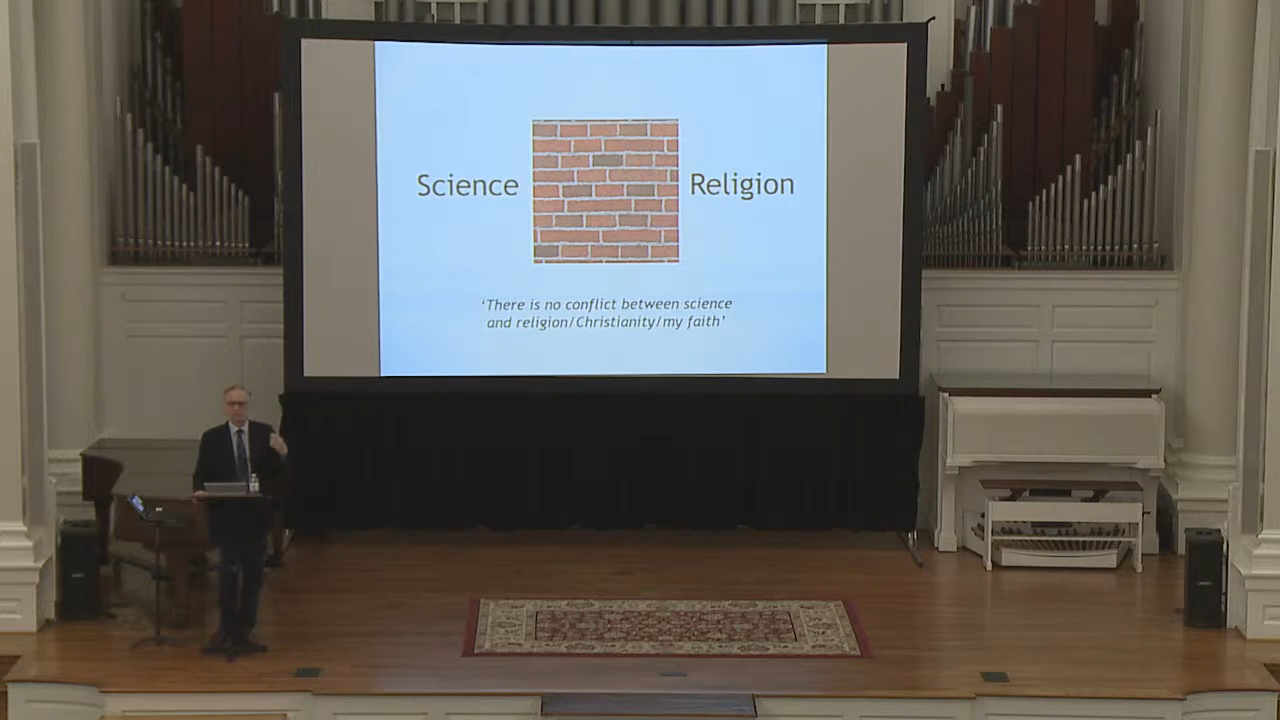 Science Religion
‘There is no conflict between science
and religion/Christianity/my faith’